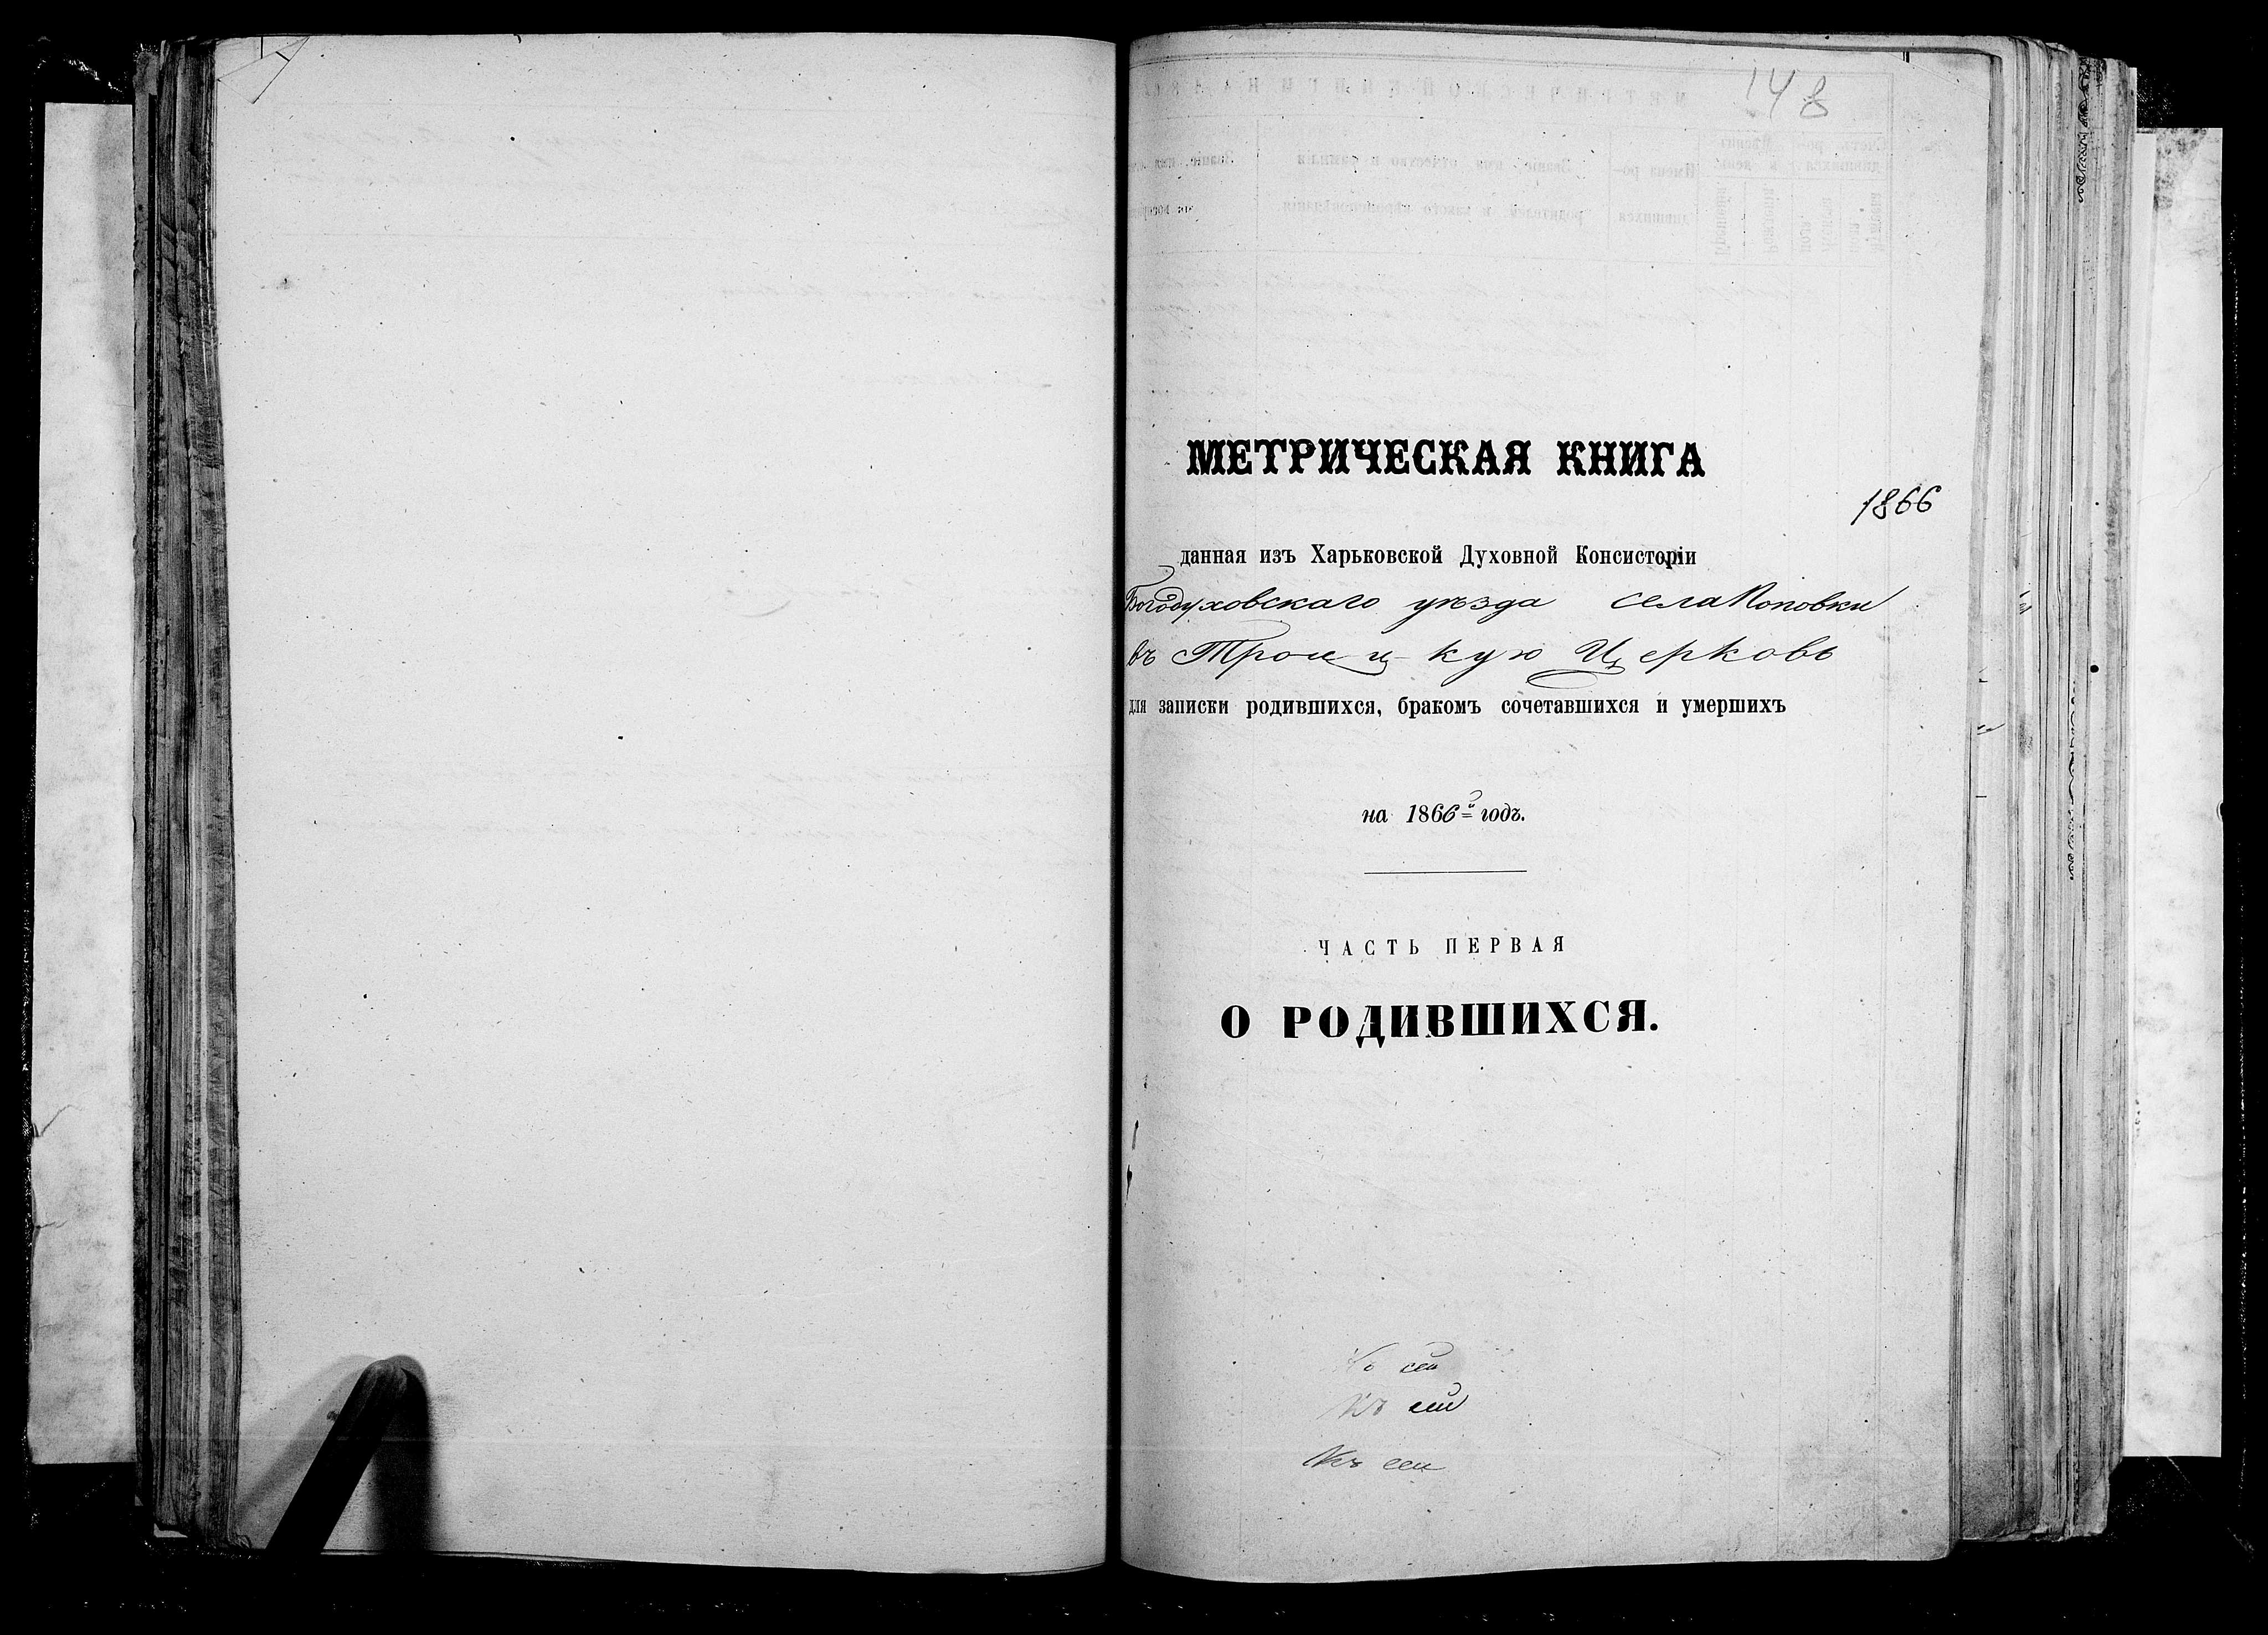 148
МЕТРИЧЕСКАЯ КНИГА
1866
данная изъ Харьковской Духовной Консисторіи
Богодуховскаго уѣзда села Поповки
въ Троицкую Церковь
для записки родившихся, бракомъ сочетавшихся и умершихъ
на 1866й годъ.
ЧАСТЬ ПЕРВАЯ
О РОДИВШИХСЯ.